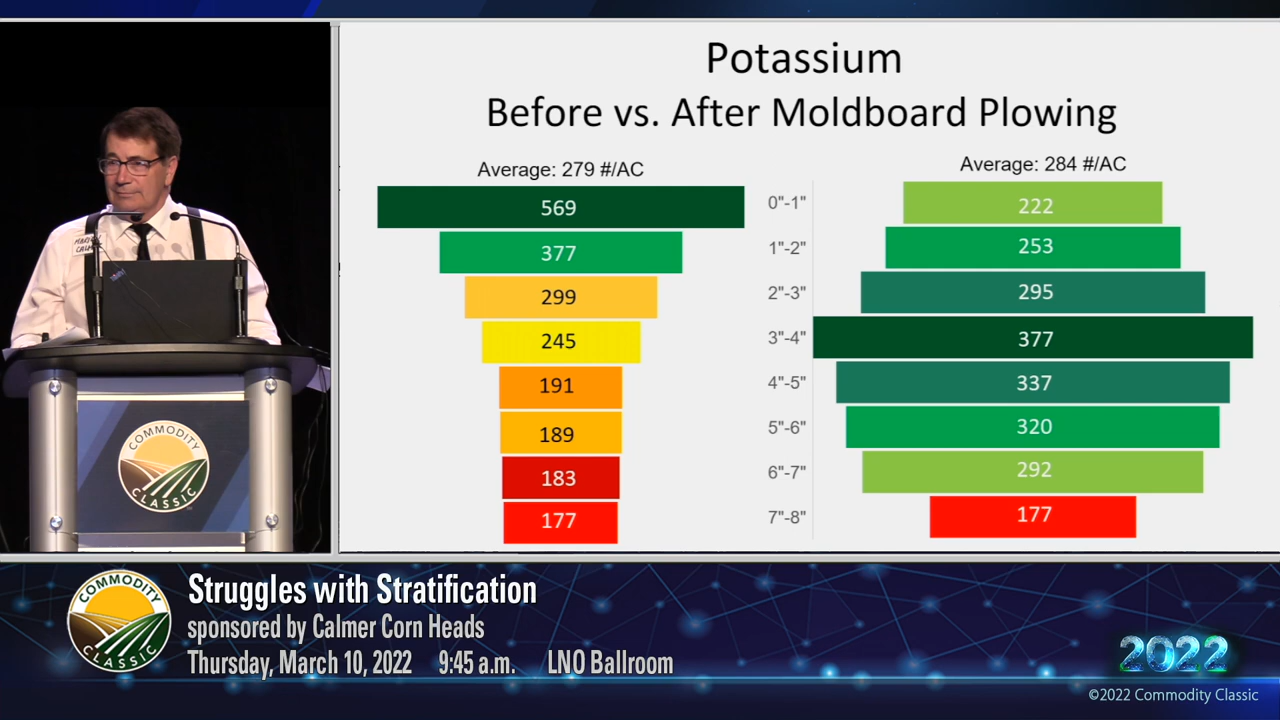 Potassium
Before vs. After Moldboard Plowing
Average: 279 #/AC
Average: 284 #/AC
569
0"-1"
222
377
1"-2"
253
299
2"-3"
295
245
3"-4"
377
191
4"-5"
337
189
5"-6"
320
183
6"-7"
292
177
7"-8"
177
COMMODITY
CLASSIC
COMMODITY
CLASSIC
Struggles with Stratification
sponsored by Calmer Corn Heads
Thursday, March 10, 2022 9:45 a.m. LNO Ballroom
2022
©2022 Commodity Classic